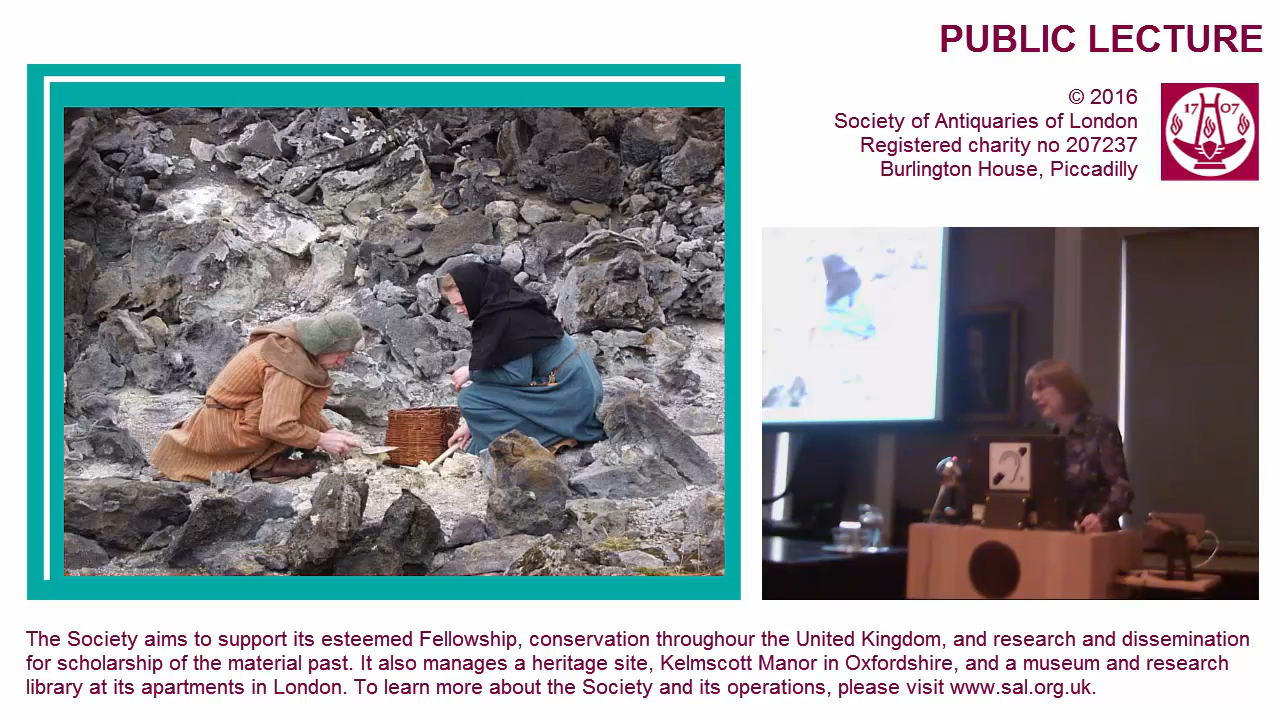 PUBLIC LECTURE
© 2016
Society of Antiquaries of London
Registered charity no 207237
Burlington House, Piccadilly
17 07
The Society aims to support its esteemed Fellowship, conservation throughour the United Kingdom, and research and dissemination
for scholarship of the material past. It also manages a heritage site, Kelmscott Manor in Oxfordshire, and a museum and research
library at its apartments in London. To learn more about the Society and its operations, please visit www.sal.org.uk.